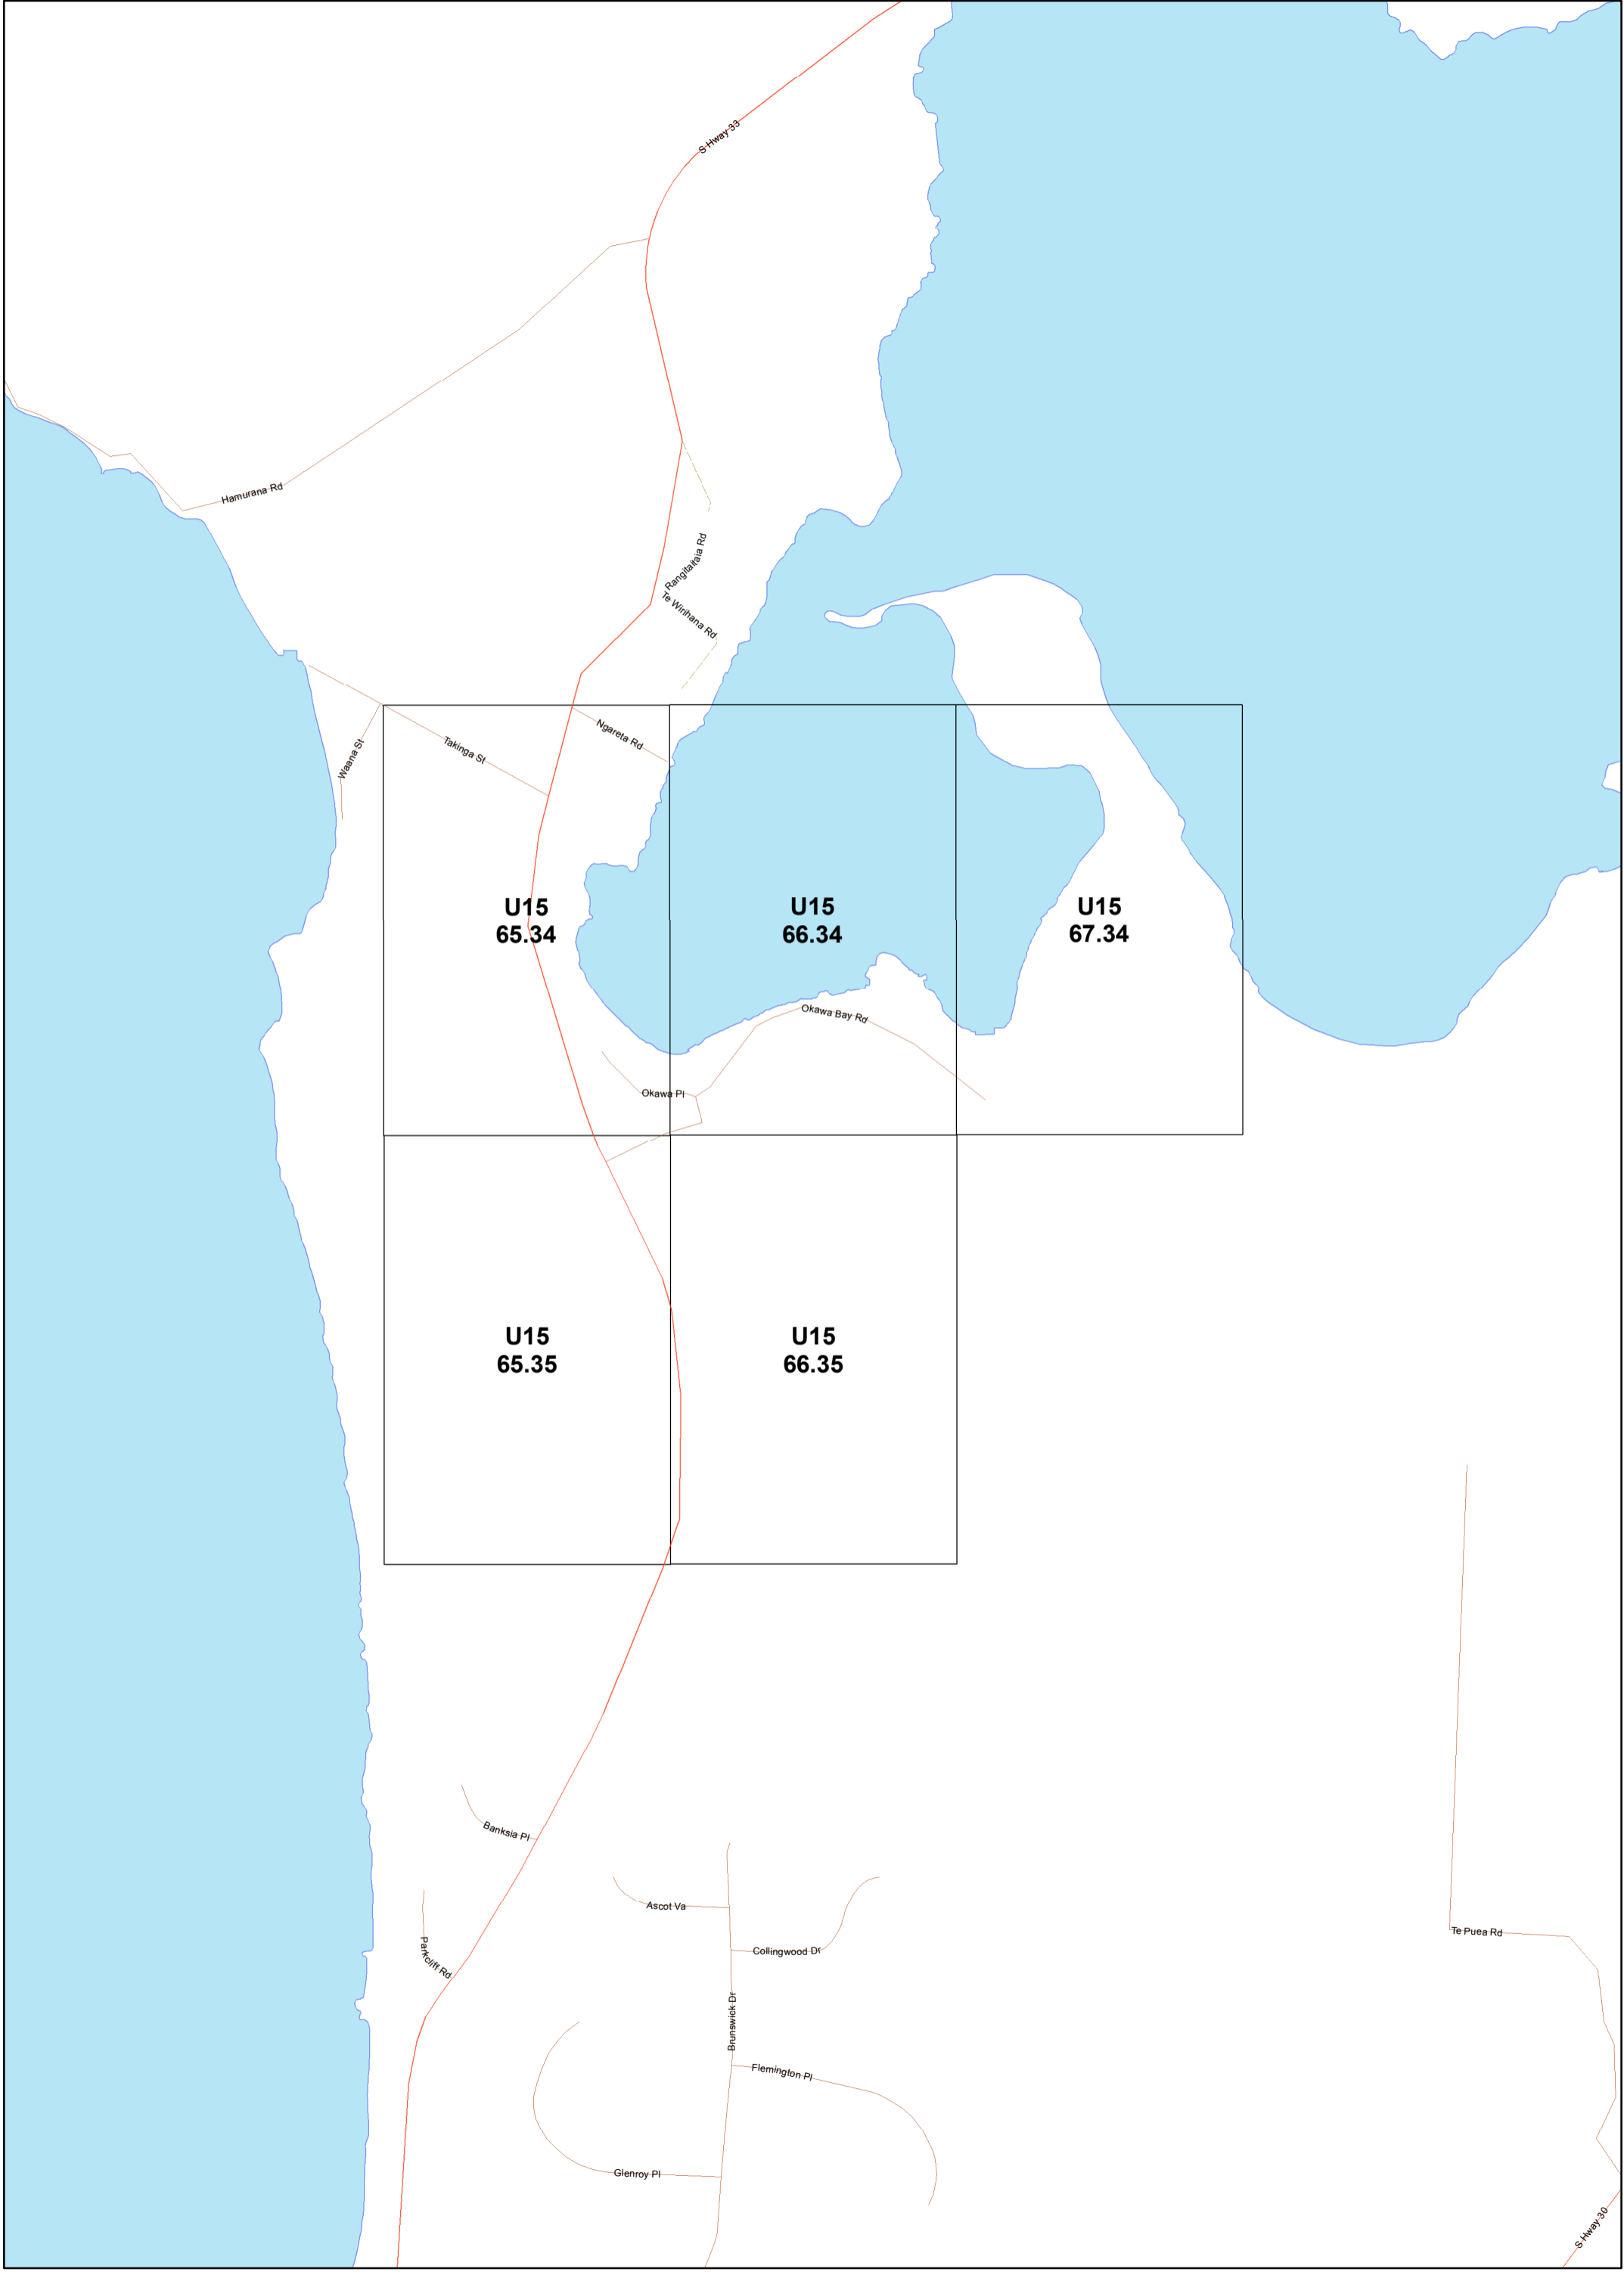 S Hway 33
Hamurana Rd
Rangitaitaia Rd
Te Wirihana Rd
Ngareta Rd
Takinga St
Waana St
U15
65.34
U15
66.34
U15
67.34
Okawa Bay Rd
Okawa Pl
U15
65.35
U15
66.35
Banksia Pl
Ascot Va
Te Puea Rd
Collingwood Dr
Parkcliff Rd
Brunswick Dr
Flemington Pl
Glenroy Pl
S Hway 30